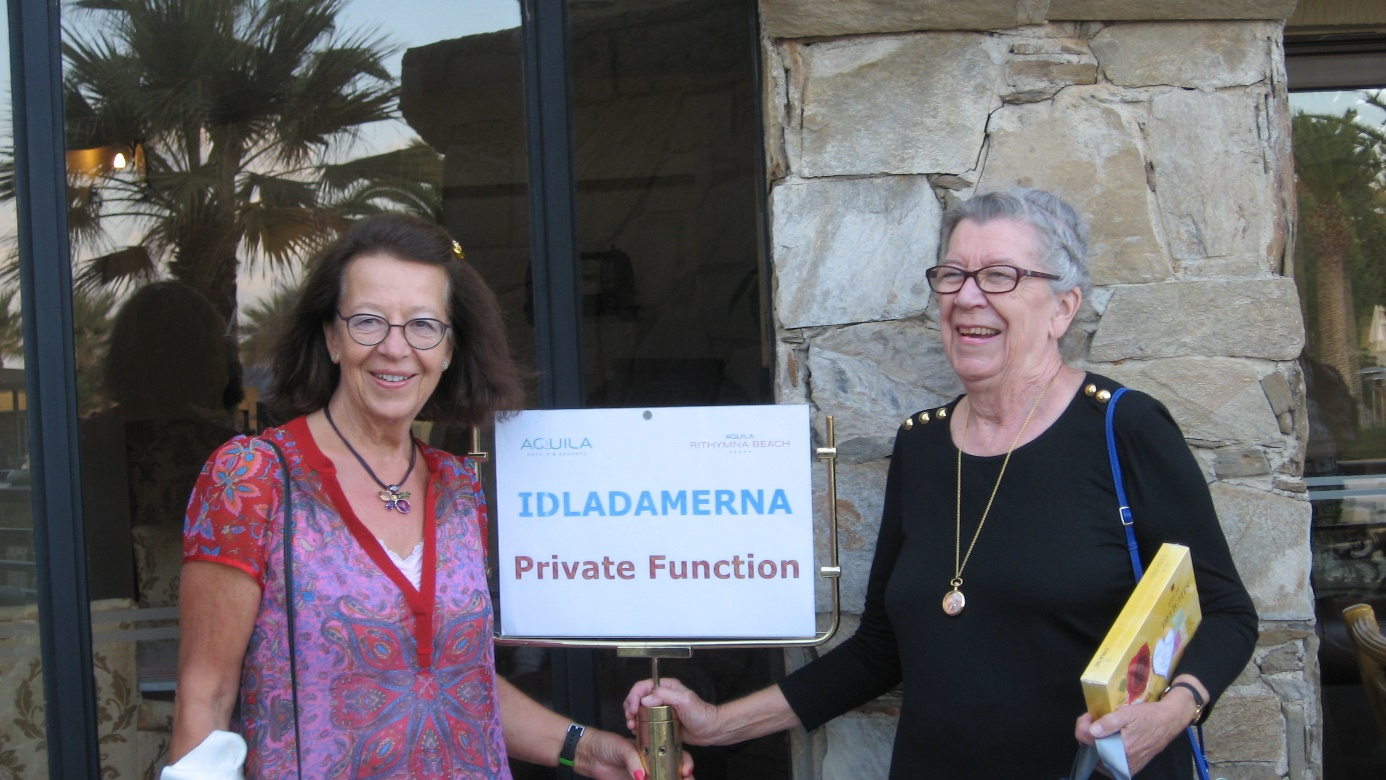 AQUILA
AQUILA
RITHYMNA BEACH
IDLADAMERNA
Private Function